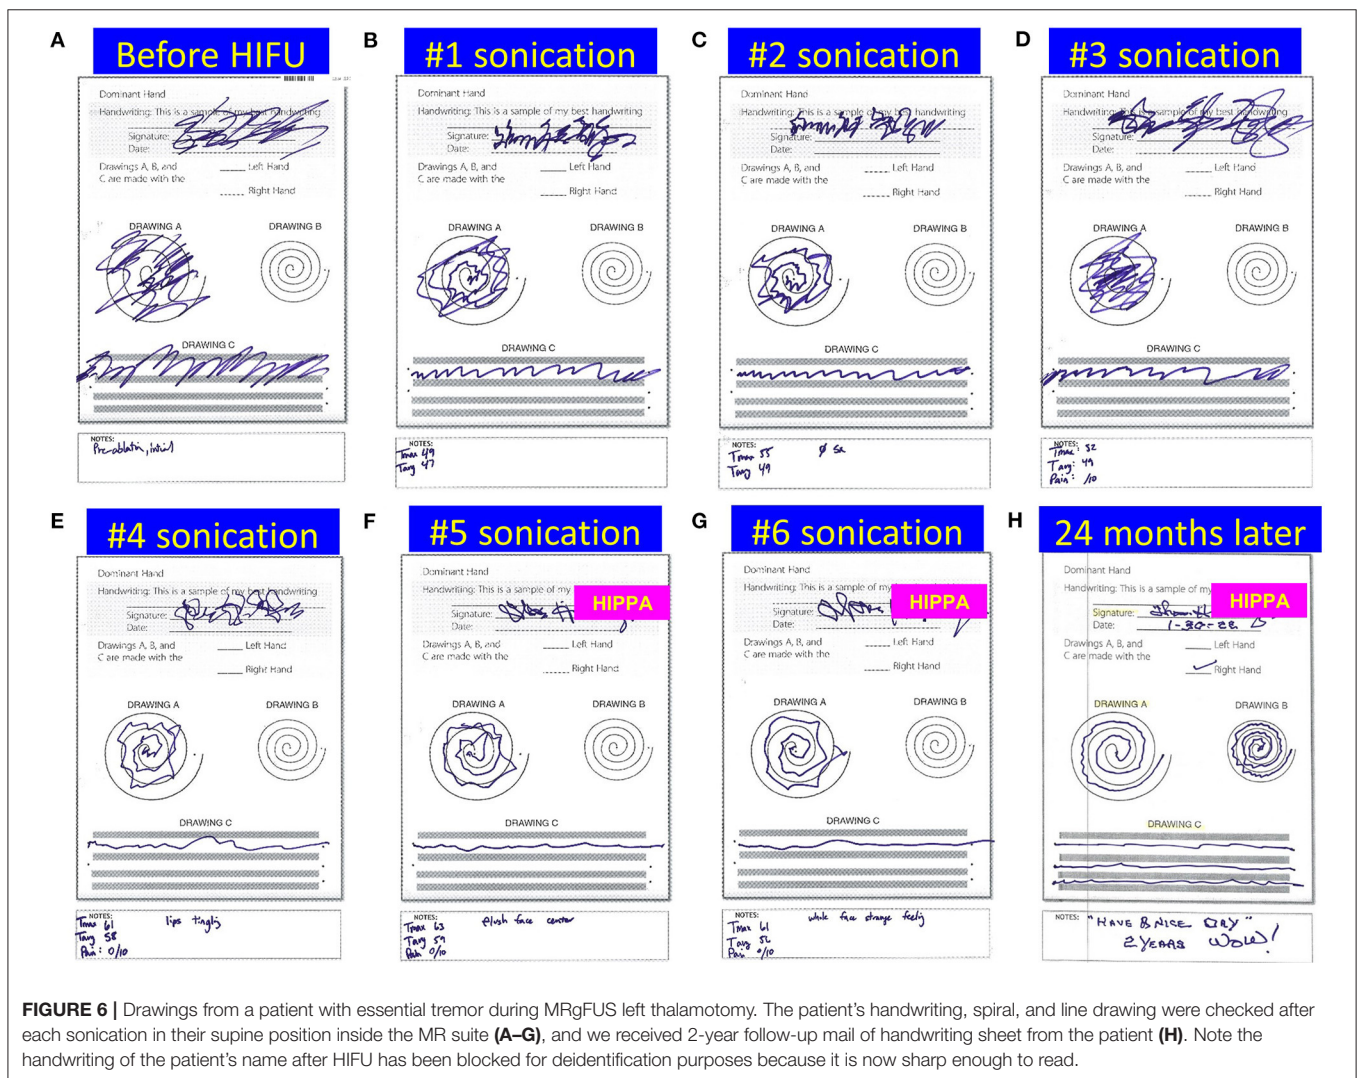 A
Before HIFU
Dominant Hand
Handwriting: This is a sample of my best handwriting
Signature:
Date:
Drawings A, B, and
C are made with the
Left Hand
Right Hand
DRAWING A
DRAWING B
DRAWING C
NOTES:
Pre-ablation, initial
B
#1 sonication
Dominant Hand
Handwriting: This is a sample of my best handwriting
Signature:
Date:
Drawings A, B, and
C are made with the
Left Hand
Right Hand
DRAWING A
DRAWING B
DRAWING C
NOTES:
Tmax 49
Tavg 47
C
#2 sonication
Dominant Hand
Handwriting: This is a sample of my best handwriting
Signature:
Date:
Drawings A, B, and
C are made with the
Left Hand
Right Hand
DRAWING A
DRAWING B
DRAWING C
NOTES:
Tmax 55
Tavg 49
D
#3 sonication
Dominant Hand
Handwriting: This is a sample of my best handwriting
Signature:
Date:
Drawings A, B, and
C are made with the
Left Hand
Right Hand
DRAWING A
DRAWING B
DRAWING C
NOTES:
Tmax: 52
Tavg: 49
Pain: /10
E
#4 sonication
Dominant Hand
Handwriting: This is a sample of my best handwriting
Signature:
Date:
Drawings A, B, and
C are made with the
Left Hand
Right Hand
DRAWING A
DRAWING B
DRAWING C
NOTES:
Tmax 61
Tavg 58
Pain: 0/10
lips tingling
F
#5 sonication
Dominant Hand
Handwriting: This is a sample of my
HIPPA
Signature:
Date:
Drawings A, B, and
C are made with the
Left Hand
Right Hand
DRAWING A
DRAWING B
DRAWING C
NOTES:
Tmax 63
Tavg 59
Pain 0/10
flush face
G
#6 sonication
Dominant Hand
Handwriting: This is a sample of my
HIPPA
Signature:
Date:
Drawings A, B, and
C are made with the
Left Hand
Right Hand
DRAWING A
DRAWING B
DRAWING C
NOTES:
Tmax 61
Tavg 56
Pain 0/10
whole face strange feeling
H
24 months later
Dominant Hand
Handwriting: This is a sample of my
HIPPA
Signature:
Date: 1-30-22
Drawings A, B, and
C are made with the
Left Hand
Right Hand
DRAWING A
DRAWING B
DRAWING C
NOTES: "HAVE A NICE DAY"
2 YEARS WOW!
FIGURE 6 | Drawings from a patient with essential tremor during MRgFUS left thalamotomy. The patient's handwriting, spiral, and line drawing were checked after
each sonication in their supine position inside the MR suite (A–G), and we received 2-year follow-up mail of handwriting sheet from the patient (H). Note the
handwriting of the patient's name after HIFU has been blocked for deidentification purposes because it is now sharp enough to read.